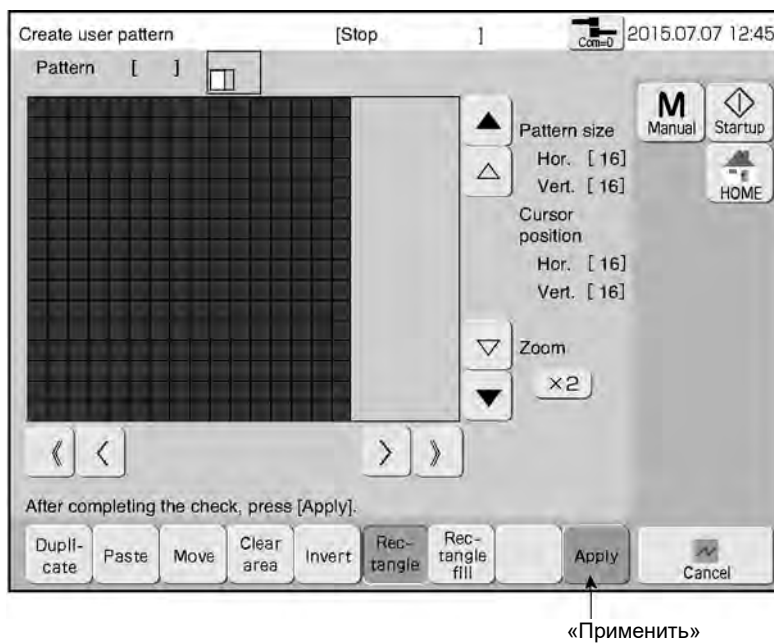 Create user pattern [Stop ] Com=0 2015.07.07 12:45
Pattern [ ]
M
Manual
Startup
HOME
Pattern size
Hor. [ 16]
Vert. [ 16]
Cursor
position
Hor. [ 16]
Vert. [ 16]
Zoom
×2
After completing the check, press [Apply].
Dupli-
cate
Paste
Move
Clear
area
Invert
Rec-
tangle
Rec-
tangle
fill
Apply
Cancel
«Применить»